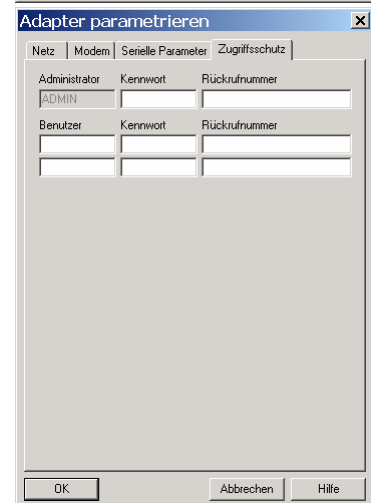 Adapter parametrieren
Netz Modem Serielle Parameter Zugriffsschutz
Administrator Kennwort Rückrufnummer
ADMIN
Benutzer Kennwort Rückrufnummer
OK Abbrechen Hilfe